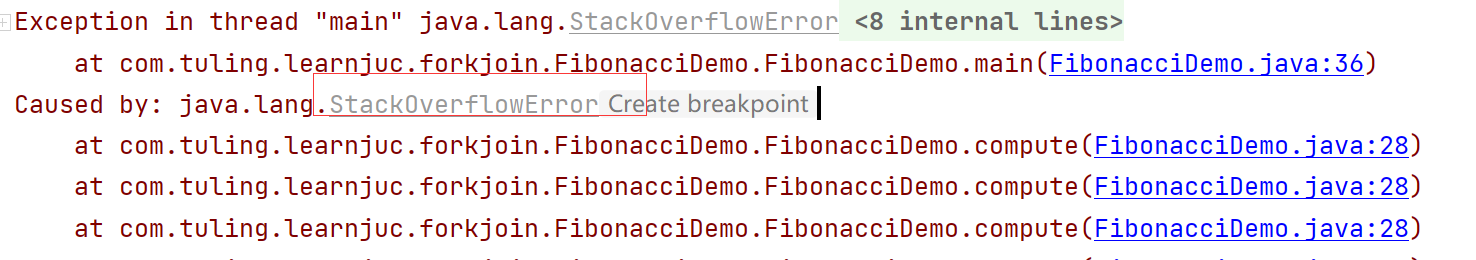 Exception in thread "main" java.lang.StackOverflowError <8 internal lines>
at com.tuling.learnjuc.forkjoin.FibonacciDemo.FibonacciDemo.main(FibonacciDemo.java:36)
Caused by: java.lang.StackOverflowError Create breakpoint
at com.tuling.learnjuc.forkjoin.FibonacciDemo.FibonacciDemo.compute(FibonacciDemo.java:28)
at com.tuling.learnjuc.forkjoin.FibonacciDemo.FibonacciDemo.compute(FibonacciDemo.java:28)
at com.tuling.learnjuc.forkjoin.FibonacciDemo.FibonacciDemo.compute(FibonacciDemo.java:28)